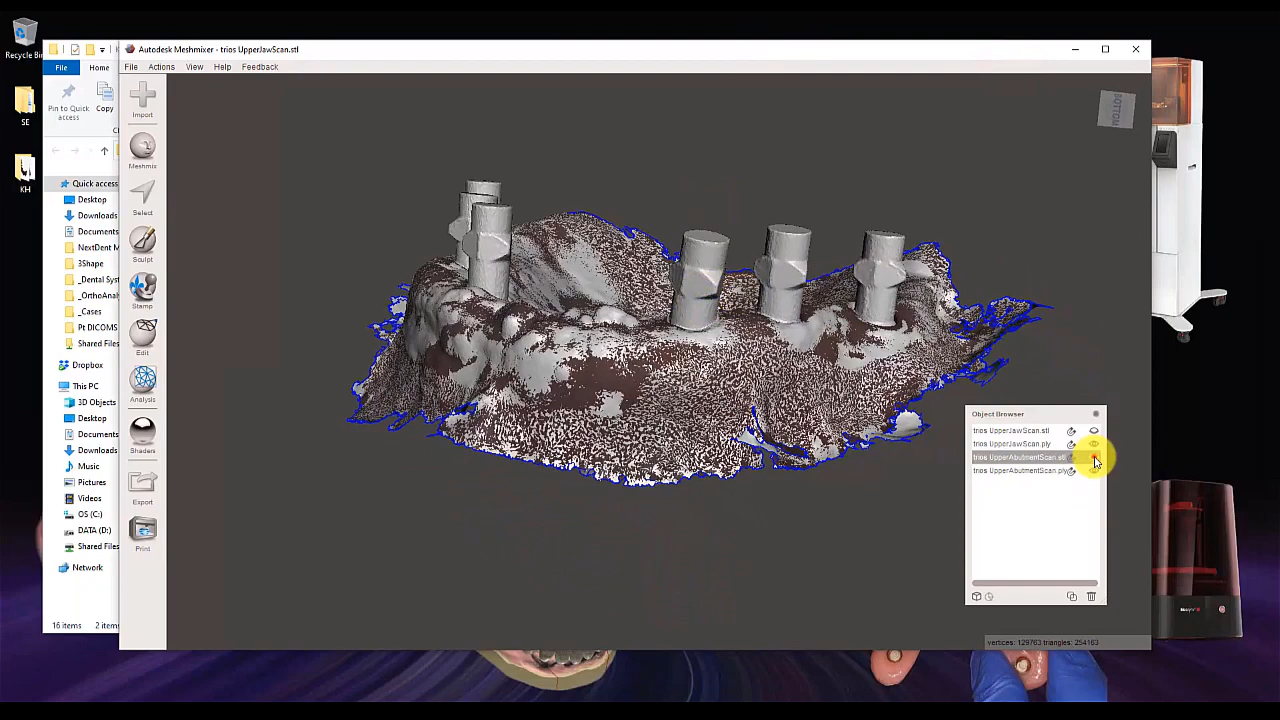 Recycle Bin
SE
KH
File
Home
Pin to Quick access
Copy
Quick access
Desktop
Downloads
Documents
NextDent M
3Shape
_Dental Syst
_OrthoAnaly
_Cases
Pt DICOMS
Shared Files
Dropbox
This PC
3D Objects
Desktop
Documents
Downloads
Music
Pictures
Videos
OS (C:)
DATA (D:)
Shared Files
Network
16 items
2 items
Autodesk Meshmixer - trios UpperJawScan.stl
File Actions View Help Feedback
Import
Meshmix
Select
Sculpt
Stamp
Edit
Analysis
Shaders
Export
Print
BOTTOM
Object Browser
trios UpperJawScan.stl
trios UpperJawScan.ply
trios UpperAbutmentScan.stl
trios UpperAbutmentScan.ply
vertices: 129763 triangles: 254163